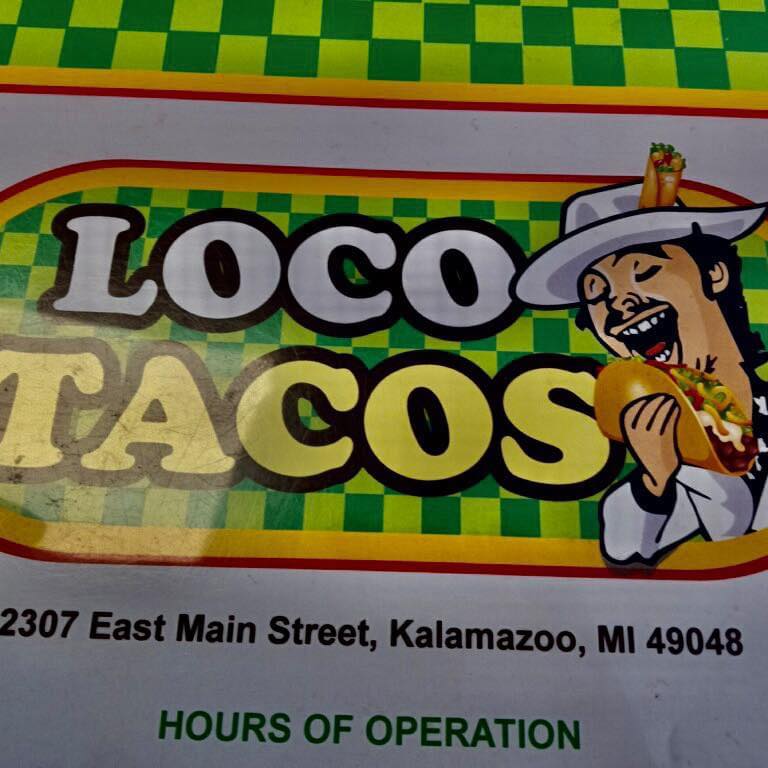 LOCO
TACOS
2307 East Main Street, Kalamazoo, MI 49048
HOURS OF OPERATION